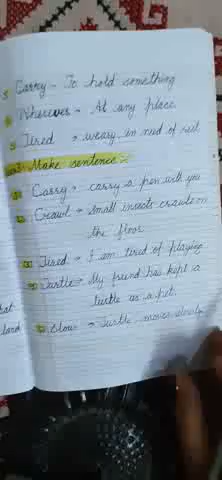 Carry - To hold something
Wherever - At any place
Tired - weary, in need of rest
Make sentence :-
Carry - carry a pen with you
Crawl - Small insects crawl on
the floor
Tired - I am tired of playing
Turtle - My friend has kept a
turtle as a pet.
Slow - Turtle moves slowly
hat
land